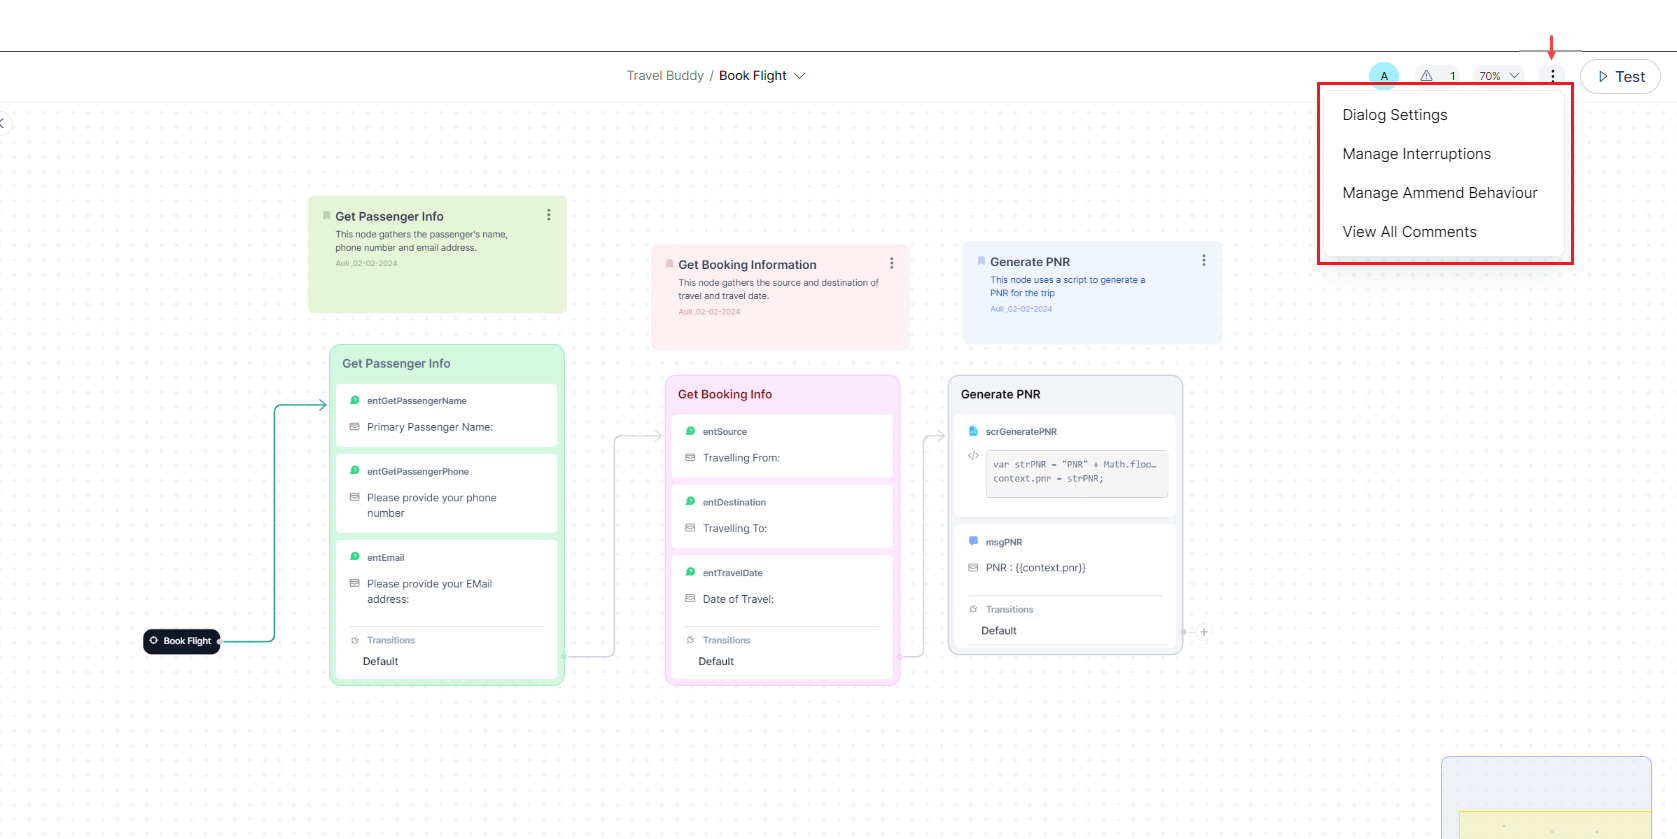 Travel Buddy / Book Flight
A
1
70%
Test
Dialog Settings
Manage Interruptions
Manage Ammend Behaviour
View All Comments
Get Passenger Info
This node gathers the passenger's name,
phone number and email address.
Auli ,02-02-2024
Get Booking Information
This node gathers the source and destination of
travel and travel date.
Auli ,02-02-2024
Generate PNR
This node uses a script to generate a
PNR for the trip
Auli ,02-02-2024
Book Flight
Get Passenger Info
entGetPassengerName
Primary Passenger Name:
entGetPassengerPhone
Please provide your phone
number
entEmail
Please provide your EMail
address:
Transitions
Default
Get Booking Info
entSource
Travelling From:
entDestination
Travelling To:
entTravelDate
Date of Travel:
Transitions
Default
Generate PNR
scrGeneratePNR
var strPNR = "PNR" + Math.floo…
context.pnr = strPNR;
msgPNR
PNR : {{context.pnr}}
Transitions
Default